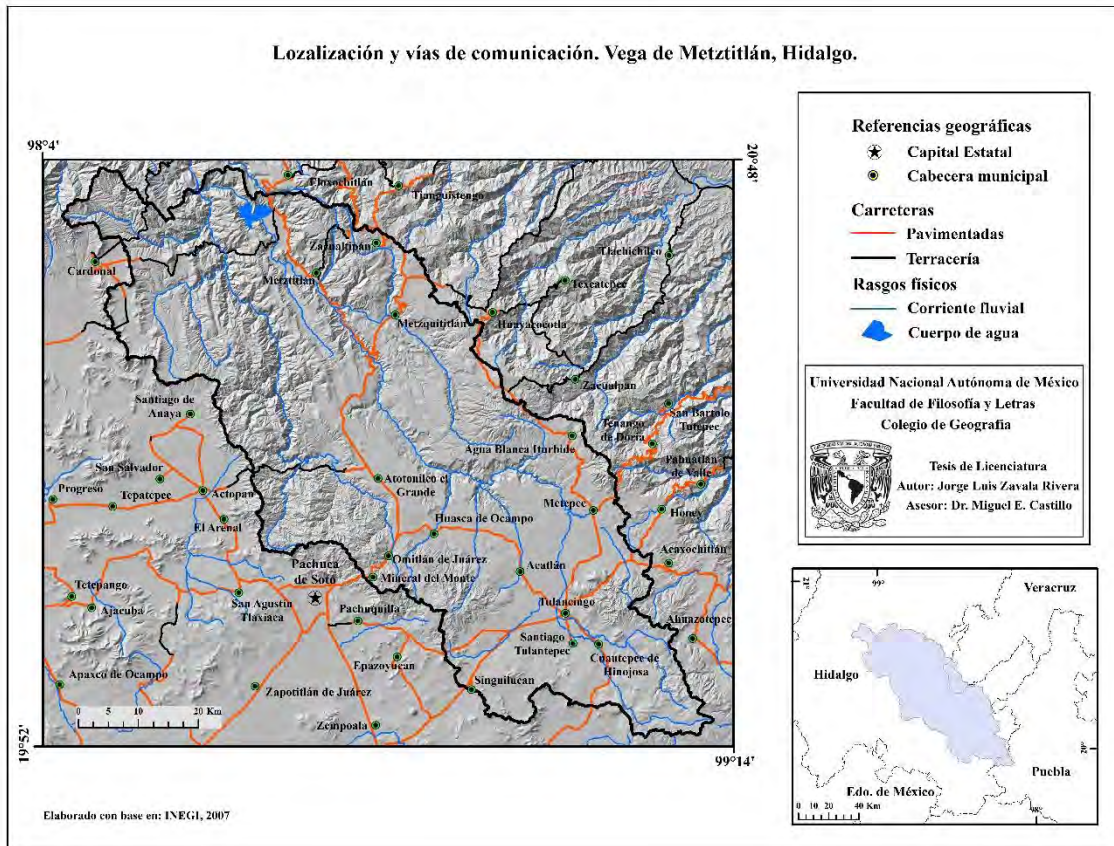 Lozalización y vías de comunicación. Vega de Metztitlán, Hidalgo.
98°4'
20°48'
Eloxochitlán
Tianguistengo
Zacualtipán
Tlachichilco
Cardonal
Metztitlán
Texcatepec
Metzquititlán
Huayacocotla
Zacualpan
Santiago de
Anaya
San Bartolo
Tutepec
Tenango
de Doria
Agua Blanca Iturbide
Pahuatlán
de Valle
San Salvador
Atotonilco el
Grande
Progreso
Tepatepec
Actopan
Metepec
Honey
El Arenal
Huasca de Ocampo
Acaxochitlán
Omitlán de Juárez
Pachuca
de Soto
Acatlán
Mineral del Monte
Tetepango
Ajacuba
San Agustín
Tlaxiaca
Pachuquilla
Tulancingo
Ahuazotepec
Santiago
Tulantepec
Cuautepec de
Hinojosa
Epazoyucan
Apaxco de Ocampo
Singuilucan
Zapotitlán de Juárez
Zempoala
0 5 10 20 Km
19°52'
99°14'
Elaborado con base en: INEGI, 2007
Referencias geográficas
Capital Estatal
Cabecera municipal
Carreteras
Pavimentadas
Terracería
Rasgos físicos
Corriente fluvial
Cuerpo de agua
Universidad Nacional Autónoma de México
Facultad de Filosofía y Letras
Colegio de Geografía
Tesis de Licenciatura
Autor: Jorge Luis Zavala Rivera
Asesor: Dr. Miguel E. Castillo
21°
99°
Veracruz
Hidalgo
20°
Puebla
Edo. de México
0 10 20 40 Km
98°